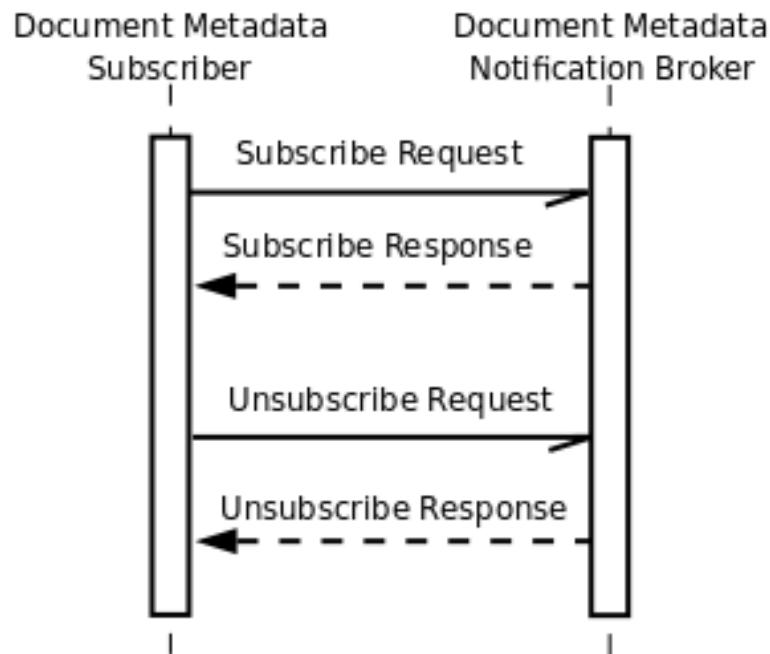 Document Metadata
Subscriber
Document Metadata
Notification Broker
Subscribe Request
Subscribe Response
Unsubscribe Request
Unsubscribe Response